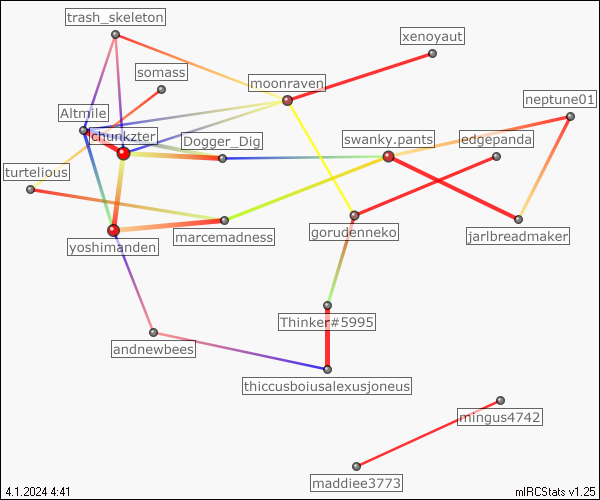 trash_skeleton
xenoyaut
somass
moonraven
neptune01
Altmile
chunkzter
Dogger_Dig
swanky.pants
edgepanda
turtelious
yoshimanden
marcemadness
gorudenneko
jarlbreadmaker
Thinker#5995
andnewbees
thiccusboiusalexusjoneus
mingus4742
maddiee3773
4.1.2024 4:41
mIRCStats v1.25